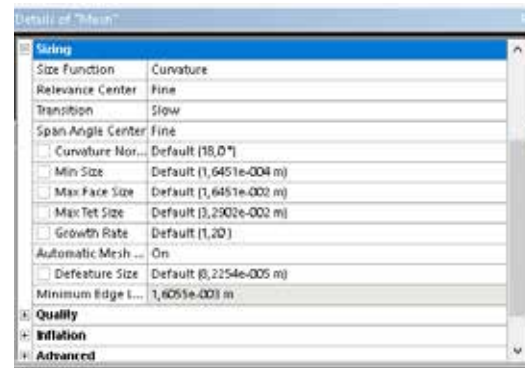 Details of "Mesh"
Sizing
Size Function Curvature
Relevance Center Fine
Transition Slow
Span Angle Center Fine
Curvature Nor... Default (18,0 °)
Min Size Default (1,6451e-004 m)
Max Face Size Default (1,6451e-002 m)
Max Tet Size Default (3,2902e-002 m)
Growth Rate Default (1,20 )
Automatic Mesh ... On
Defeature Size Default (8,2254e-005 m)
Minimum Edge L... 1,6055e-003 m
Quality
Inflation
Advanced